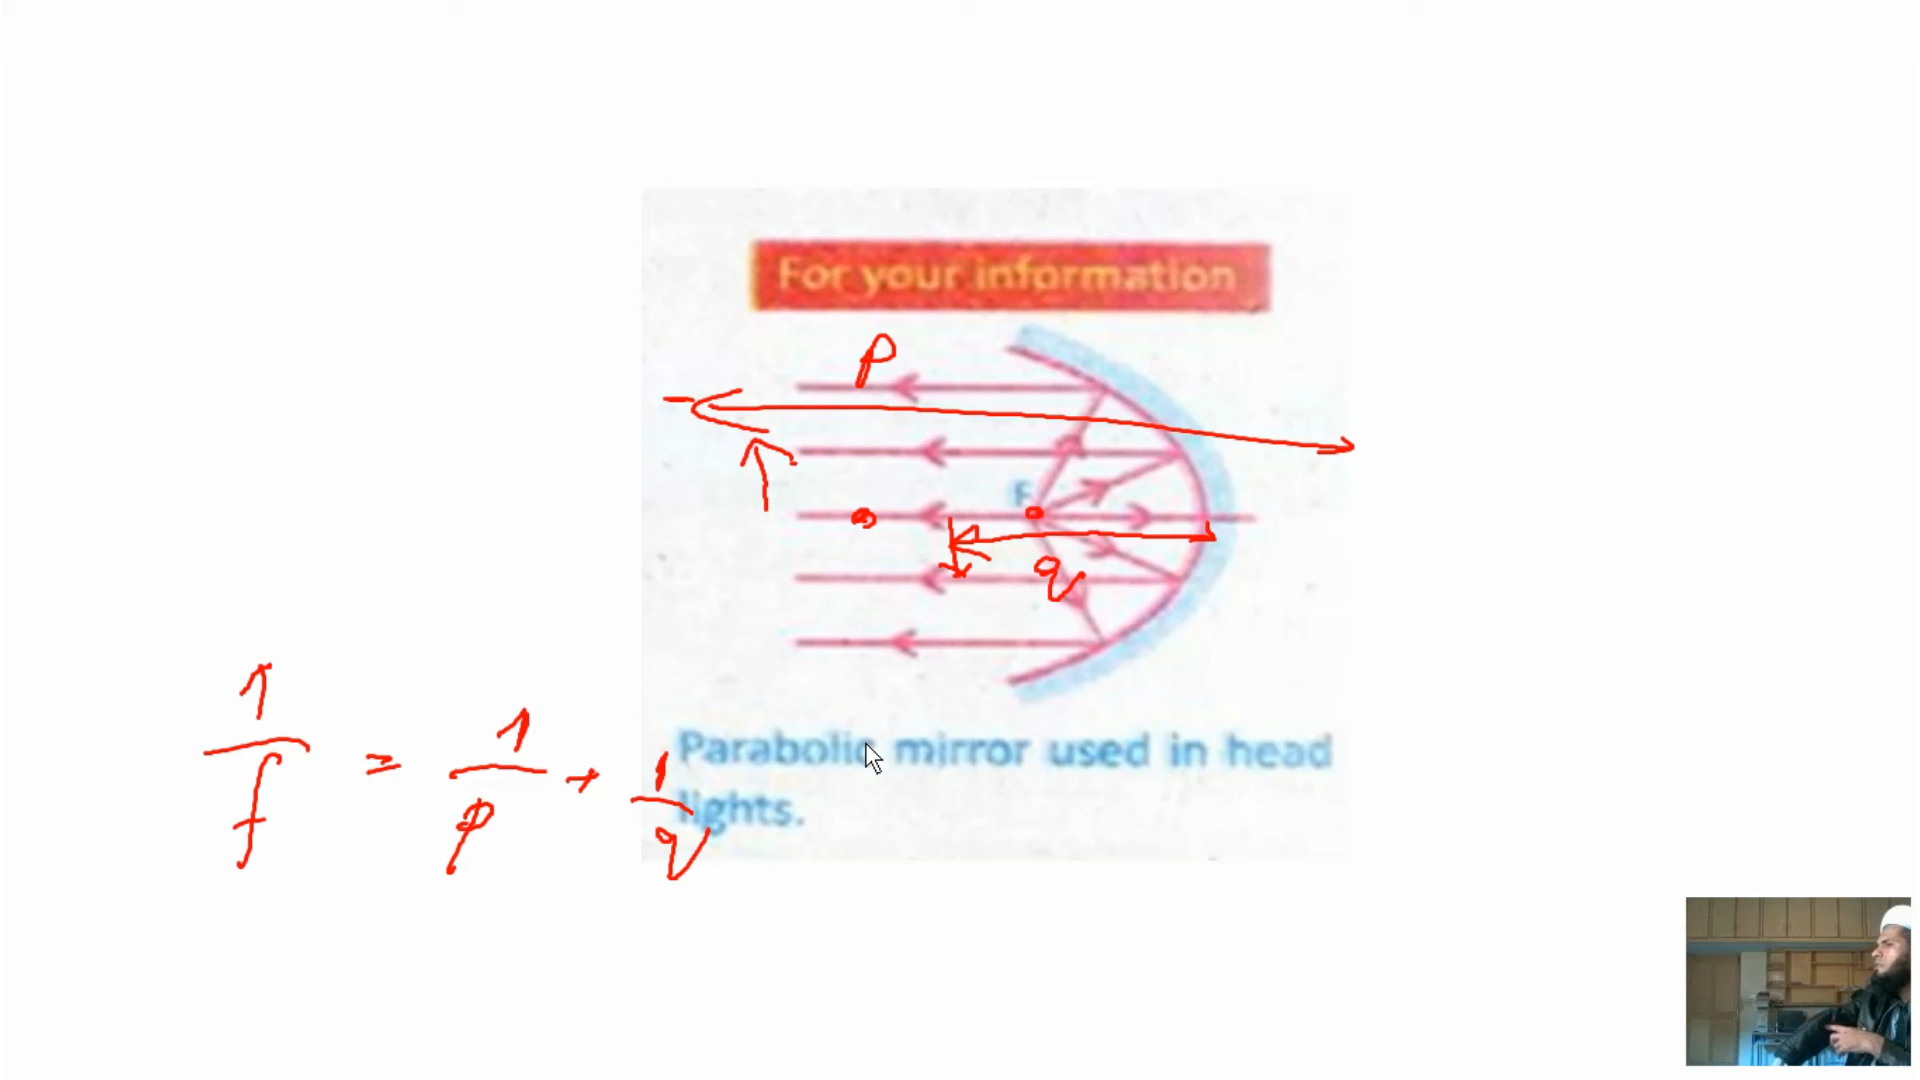 For your information
P
F
q
Parabolic mirror used in head
lights.
1/f = 1/p + 1/q